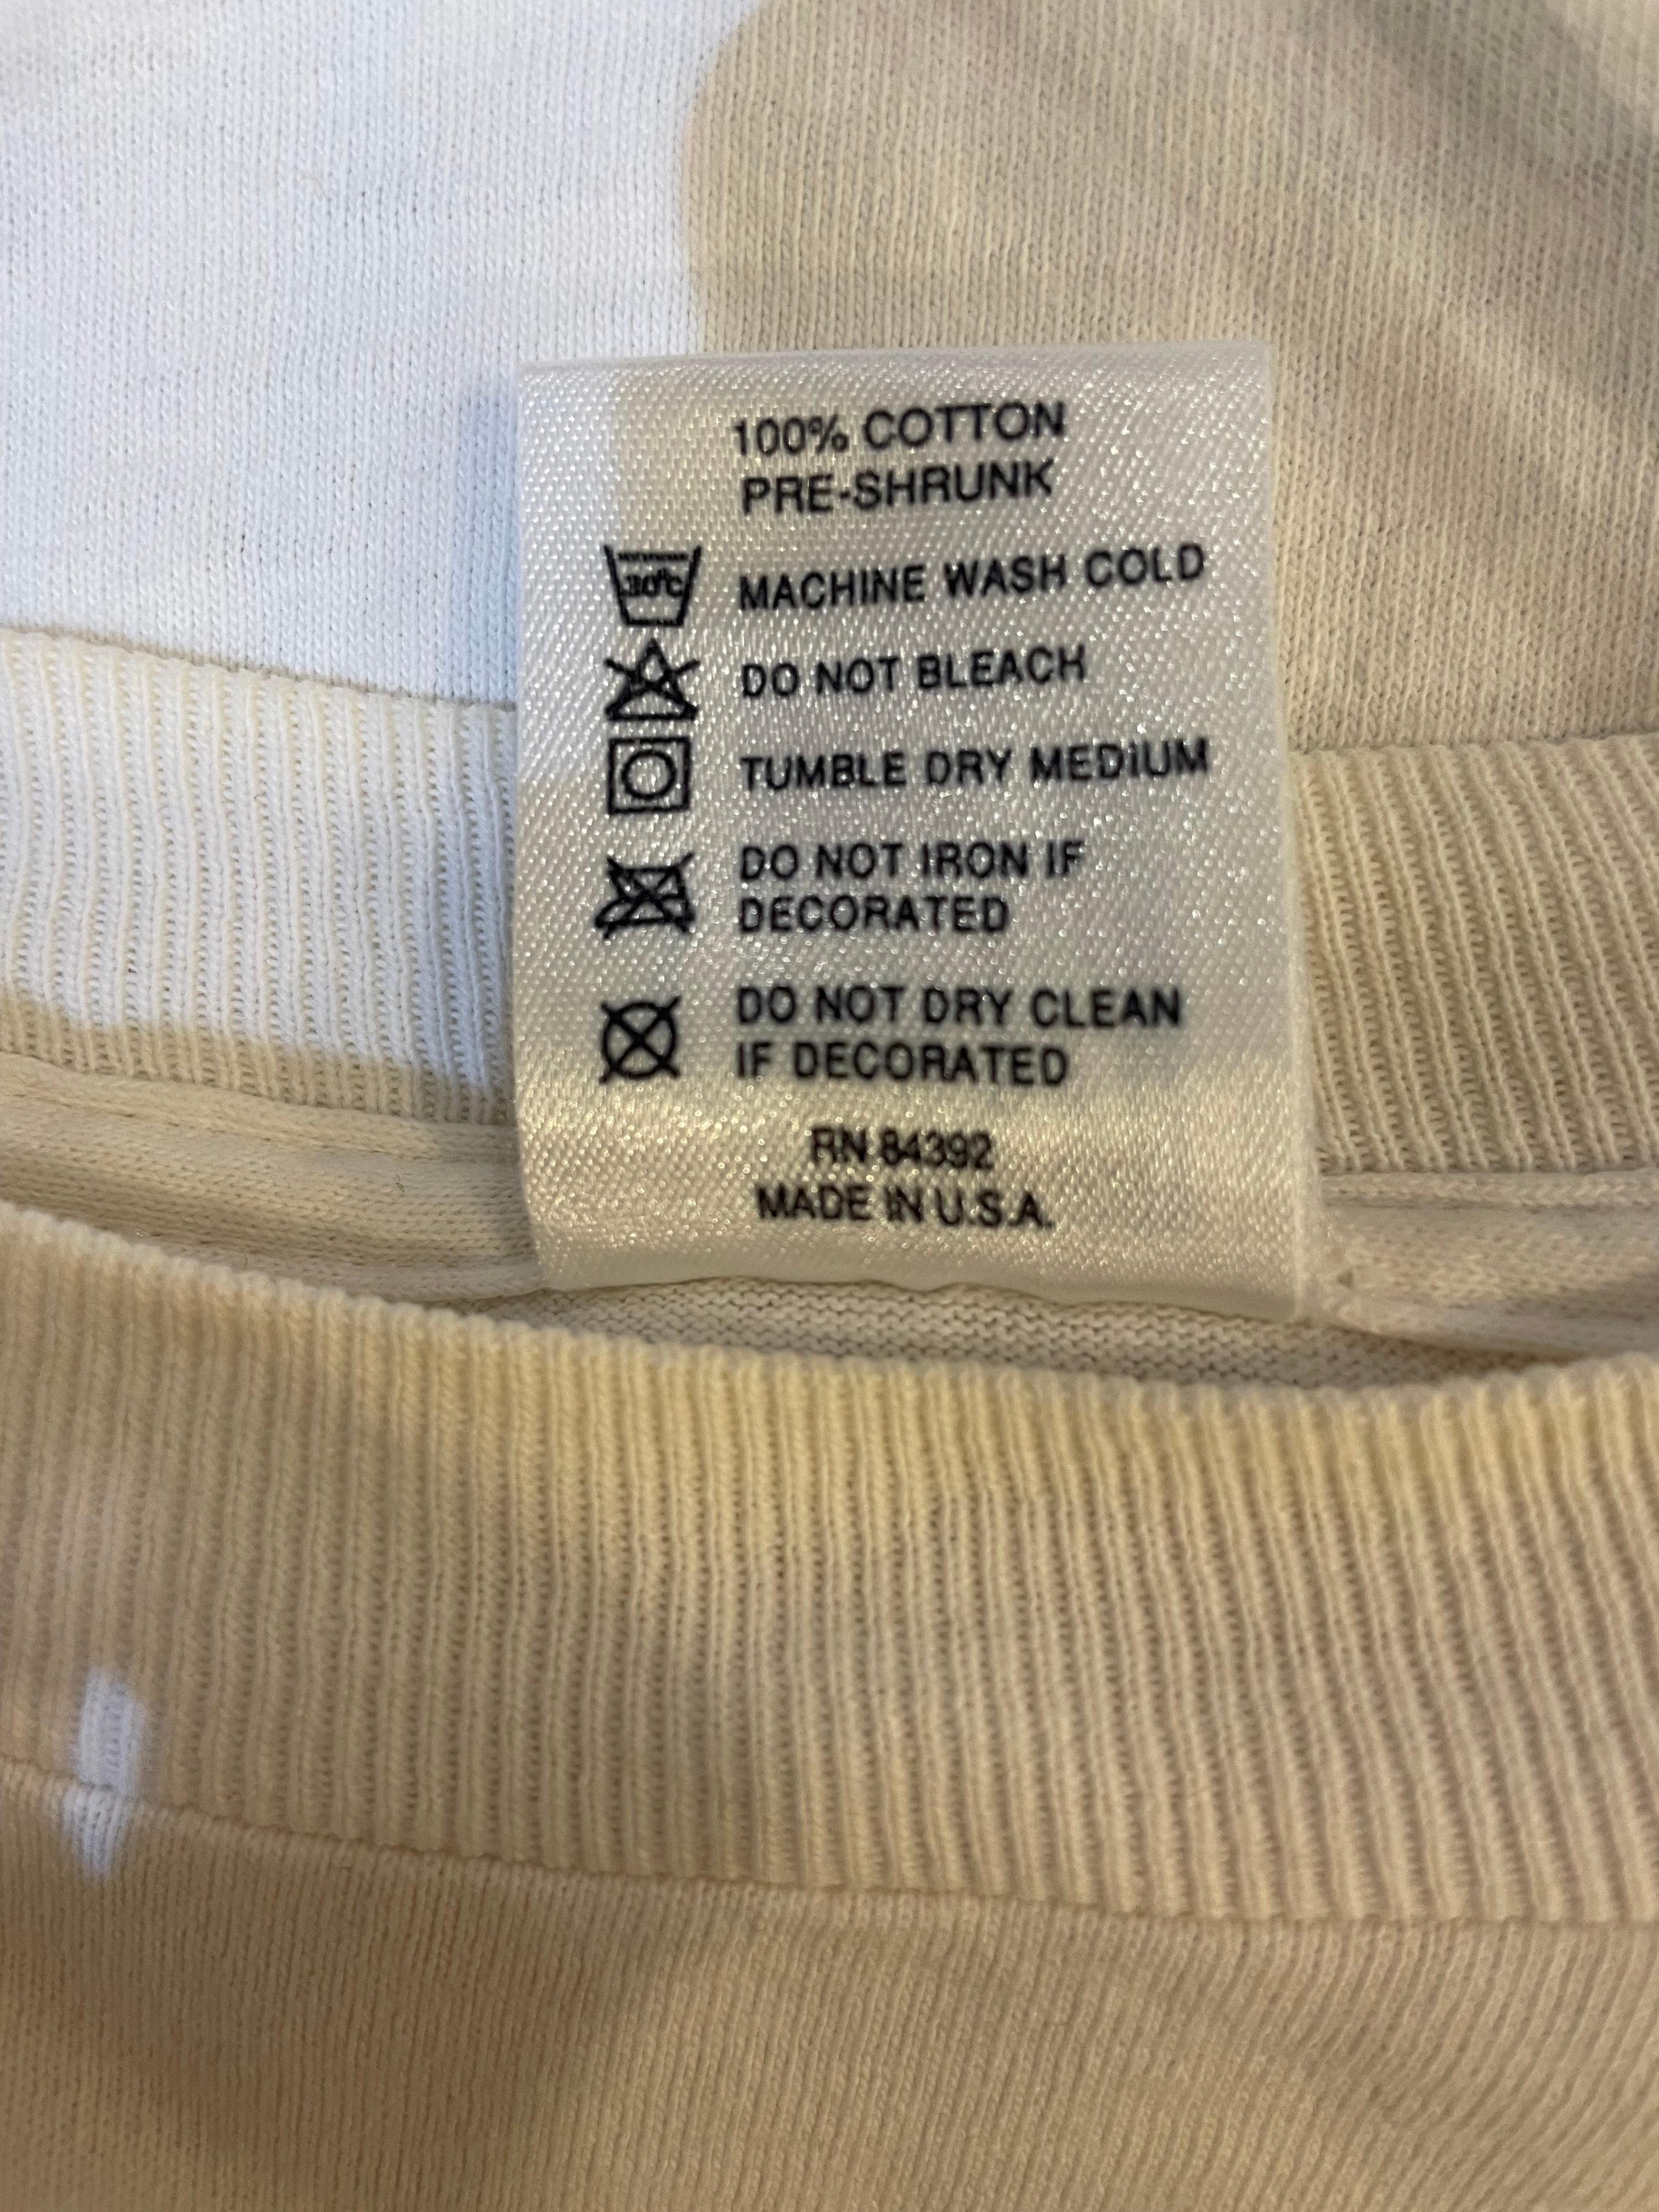 100% COTTON
PRE-SHRUNK
30°C
MACHINE WASH COLD
DO NOT BLEACH
TUMBLE DRY MEDIUM
DO NOT IRON IF
DECORATED
DO NOT DRY CLEAN
IF DECORATED
RN 84392
MADE IN U.S.A.